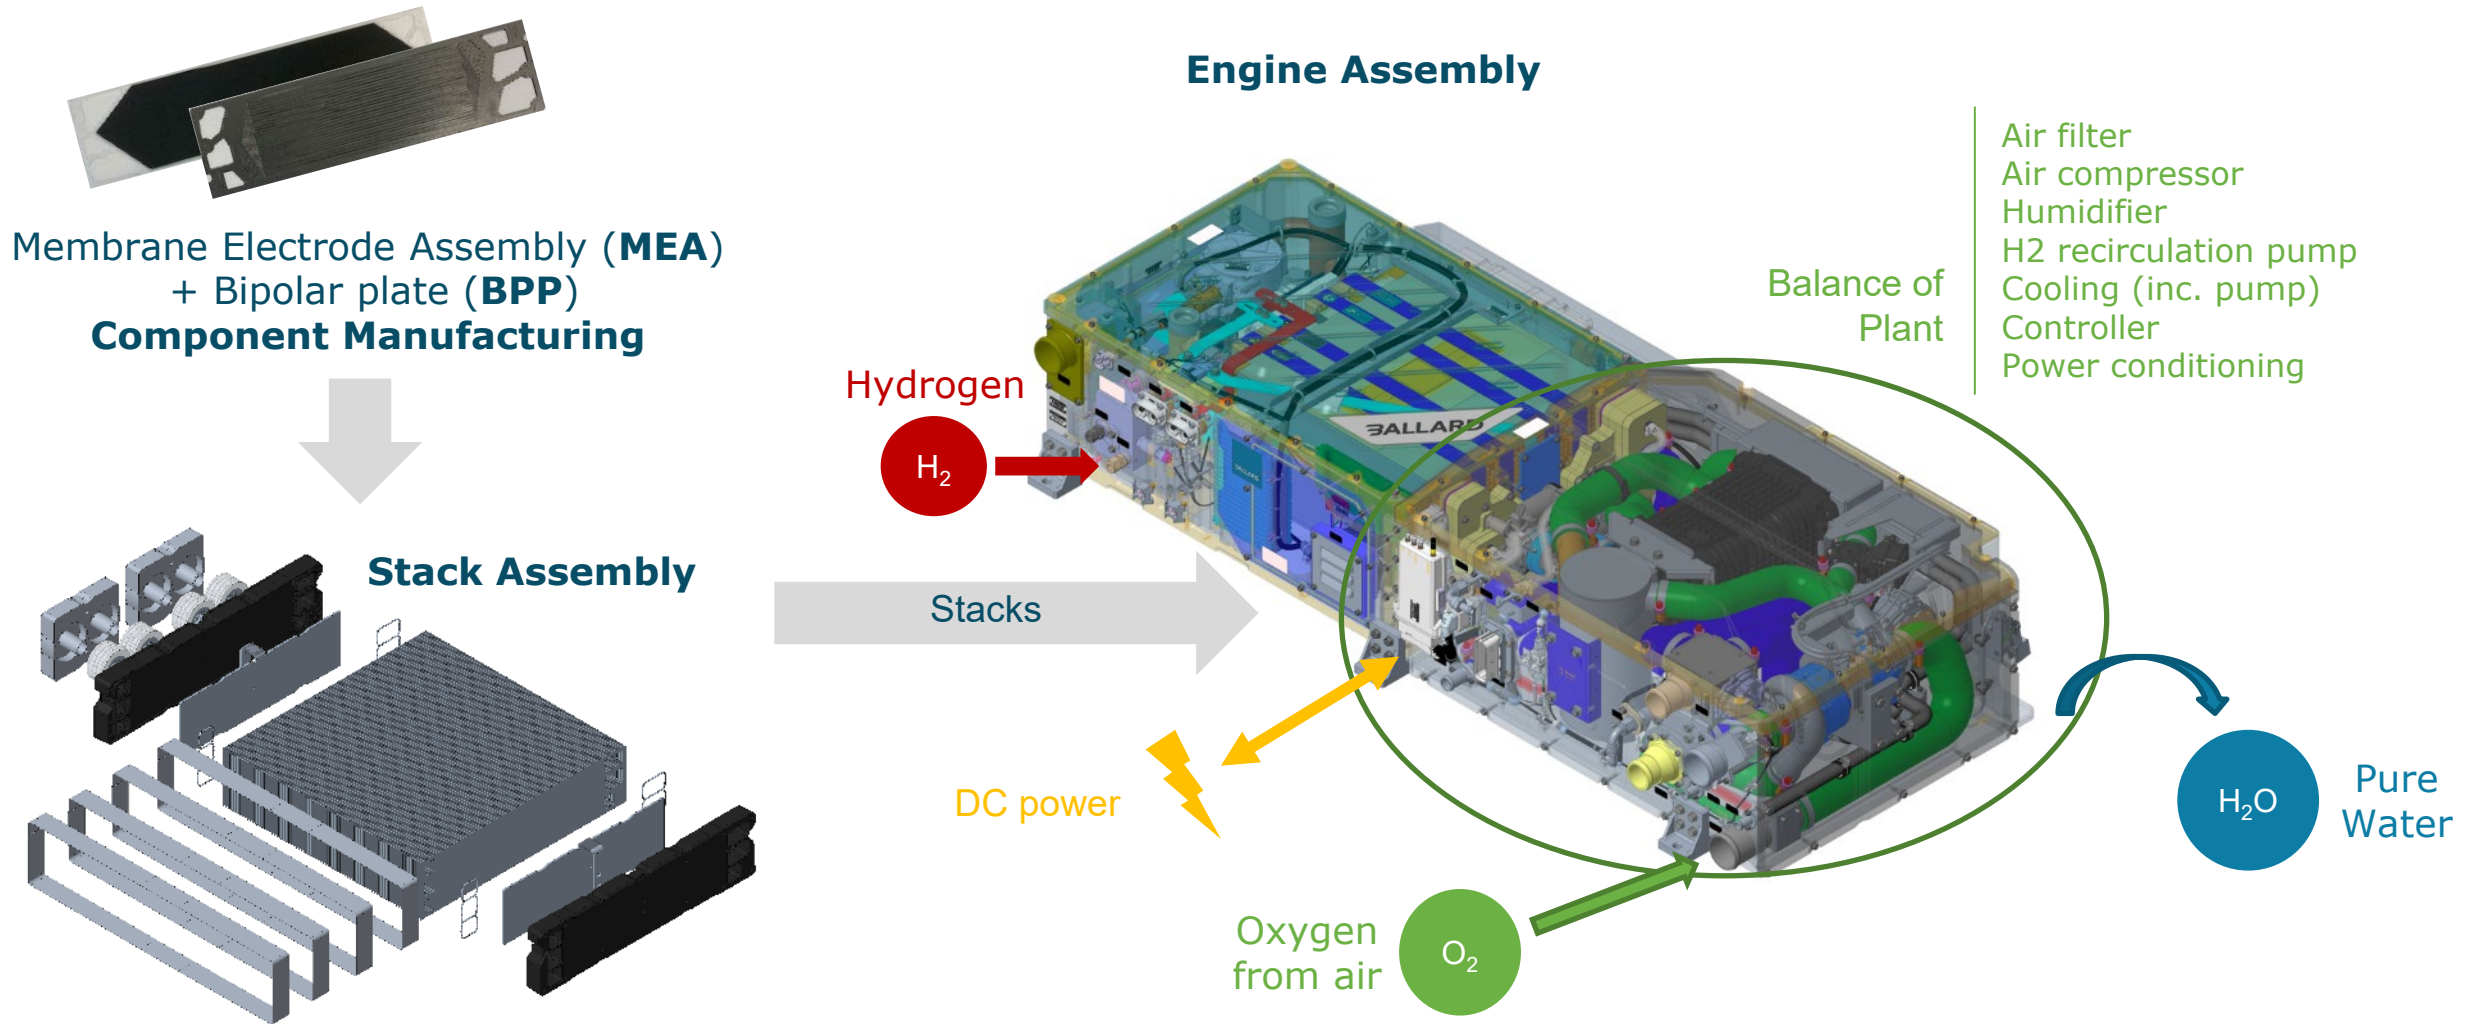 Membrane Electrode Assembly (MEA)
+ Bipolar plate (BPP)
Component Manufacturing
Stack Assembly
Stacks
Engine Assembly
Hydrogen
H₂
BALLARD
BALLARD
Balance of
Plant
Air filter
Air compressor
Humidifier
H2 recirculation pump
Cooling (inc. pump)
Controller
Power conditioning
DC power
Oxygen
from air
O₂
H₂O
Pure
Water